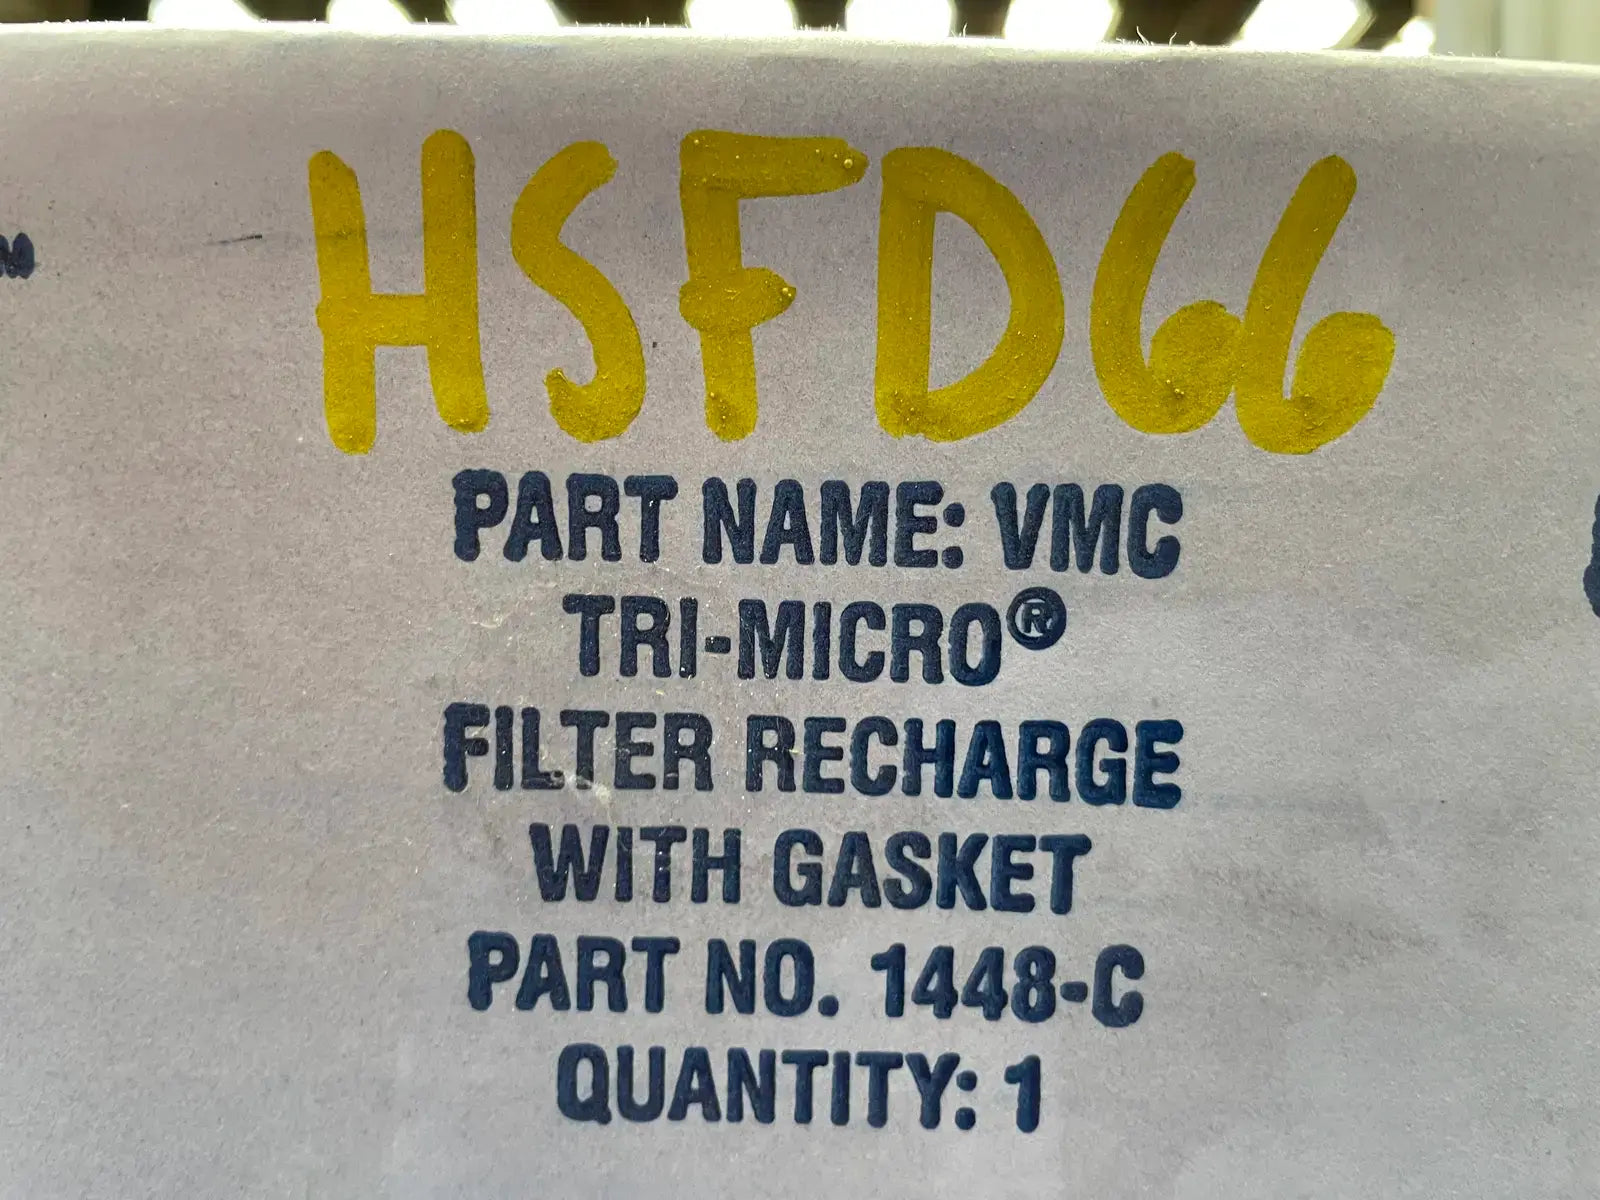 HSFD66
PART NAME: VMC
TRI-MICRO®
FILTER RECHARGE
WITH GASKET
PART NO. 1448-C
QUANTITY: 1